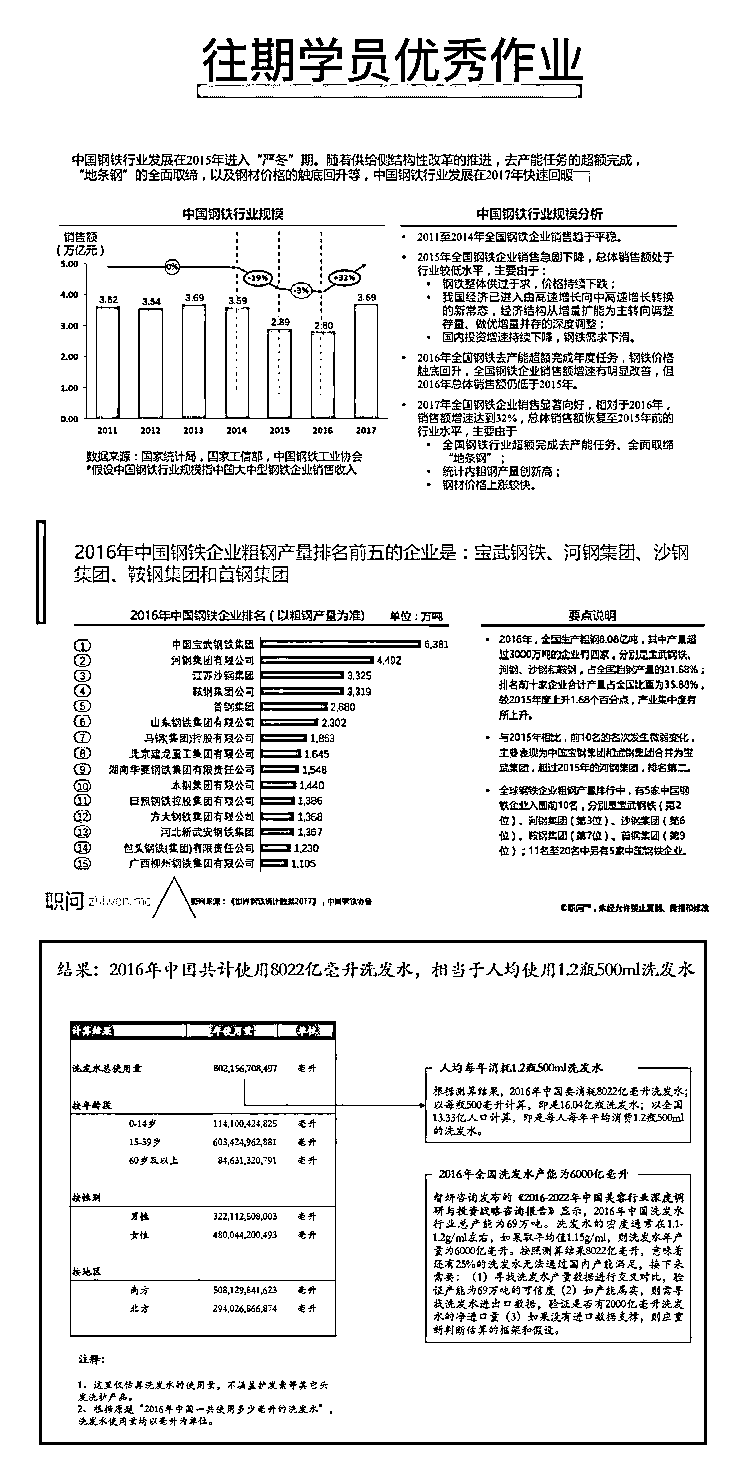 往期学员优秀作业
中国钢铁行业发展在2015年进入“严冬”期。随着供给侧结构性改革的推进，去产能任务的超额完成，
“地条钢”的全面取缔，以及钢材价格的触底回升等，中国钢铁行业发展在2017年快速回暖
中国钢铁行业规模
销售额
（万亿元）
5.00
4.00
3.00
2.00
1.00
0.00
0%
-19%
-3%
+32%
3.62
3.54
3.69
3.59
2.89
2.80
3.69
2011
2012
2013
2014
2015
2016
2017
数据来源：国家统计局，国家工信部，中国钢铁工业协会
*假设中国钢铁行业规模指中国大中型钢铁企业销售收入
中国钢铁行业规模分析
• 2011至2014年全国钢铁企业销售趋于平稳。
• 2015年全国钢铁企业销售急剧下降，总体销售额处于
行业较低水平，主要由于：
• 钢铁整体供过于求，价格持续下跌；
• 我国经济已进入由高速增长向中高速增长转换
的新常态，经济结构从增量扩能为主转向调整
存量、做优增量并存的深度调整；
• 国内投资增速持续下降，钢铁需求下滑。
• 2016年全国钢铁去产能超额完成年度任务，钢铁价格
触底回升，全国钢铁企业销售额增速有明显改善，但
2016年总体销售额仍低于2015年。
• 2017年全国钢铁企业销售显著向好，相对于2016年，
销售额增速达到32%，总体销售额恢复至2015年前的
行业水平，主要由于
• 全国钢铁行业超额完成去产能任务、全面取缔
“地条钢”；
• 统计内粗钢产量创新高；
• 钢材价格上涨较快。
2016年中国钢铁企业粗钢产量排名前五的企业是：宝武钢铁、河钢集团、沙钢
集团、鞍钢集团和首钢集团
2016年中国钢铁企业排名（以粗钢产量为准） 单位：万吨
1 中国宝武钢铁集团 6,381
2 河钢集团有限公司 4,492
3 江苏沙钢集团 3,325
4 鞍钢集团公司 3,319
5 首钢集团 2,680
6 山东钢铁集团有限公司 2,302
7 马钢(集团)控股有限公司 1,863
8 北京建龙重工集团有限公司 1,645
9 湖南华菱钢铁集团有限责任公司 1,548
10 本钢集团有限公司 1,440
11 日照钢铁控股集团有限公司 1,386
12 方大钢铁集团有限公司 1,368
13 河北新武安钢铁集团 1,367
14 包头钢铁(集团)有限责任公司 1,230
15 广西柳州钢铁集团有限公司 1,105
要点说明
• 2016年，全国生产粗钢8.08亿吨，其中产量超
过3000万吨的企业有四家，分别是宝武钢铁、
河钢、沙钢和鞍钢，占全国粗钢产量的21.68%；
排名前十家企业合计产量占全国比重为35.88%，
较2015年度上升1.68个百分点，产业集中度有
所上升。
• 与2015年相比，前10名的名次发生微弱变化，
主要表现为中国宝钢集团和武钢集团合并为宝
武集团，超过2015年的河钢集团，排名第二。
• 全球钢铁企业粗钢产量排行中，有5家中国钢
铁企业入围前10名，分别是宝武钢铁（第2
位）、河钢集团（第3位）、沙钢集团（第6
位）、鞍钢集团（第7位）、首钢集团（第9
位）；11名至20名中另有5家中国钢铁企业。
职问 zhiwen.me
数据来源：《世界钢铁统计数据2017》，中国钢铁协会
©职问™，未经允许禁止复制、传播和修改
结果：2016年中国共计使用8022亿毫升洗发水，相当于人均使用1.2瓶500ml洗发水
计算结果 年使用量 单位
洗发水总使用量 802,156,708,497 毫升
按年龄段
0-14岁 114,100,424,825 毫升
15-59岁 603,424,962,881 毫升
60岁及以上 84,631,320,791 毫升
按性别
男性 322,112,508,003 毫升
女性 480,044,200,493 毫升
按地区
南方 508,129,841,623 毫升
北方 294,026,866,874 毫升
注释：
1、这里仅估算洗发水的使用量，不涵盖护发素等其它头
发洗护产品。
2、根据原题“2016年中国一共使用多少毫升的洗发水”，
洗发水使用量均以毫升为单位。
人均每年消耗1.2瓶500ml洗发水
根据测算结果，2016年中国要消耗8022亿毫升洗发水；
以每瓶500毫升计算，即是16.04亿瓶洗发水；以全国
13.33亿人口计算，即是每人每年平均消费1.2瓶500ml
的洗发水。
2016年全国洗发水产能为6000亿毫升
智研咨询发布的《2016-2022年中国美容行业深度调
研与投资战略咨询报告》显示，2016年中国洗发水
行业总产能为69万吨。洗发水的密度通常在1.1-
1.2g/ml左右，如果取平均值1.15g/ml，则洗发水年产
量为6000亿毫升。按照测算结果8022亿毫升，意味着
还有25%的洗发水无法通过国内产能满足，接下来
需要：（1）寻找洗发水产量数据进行交叉对比，验
证产能为69万吨的可信度（2）如产能属实，则需寻
找洗发水进出口数据，验证是否有2000亿毫升洗发
水的净进口量（3）如果没有进口数据支撑，则应重
新判断估算的框架和假设。